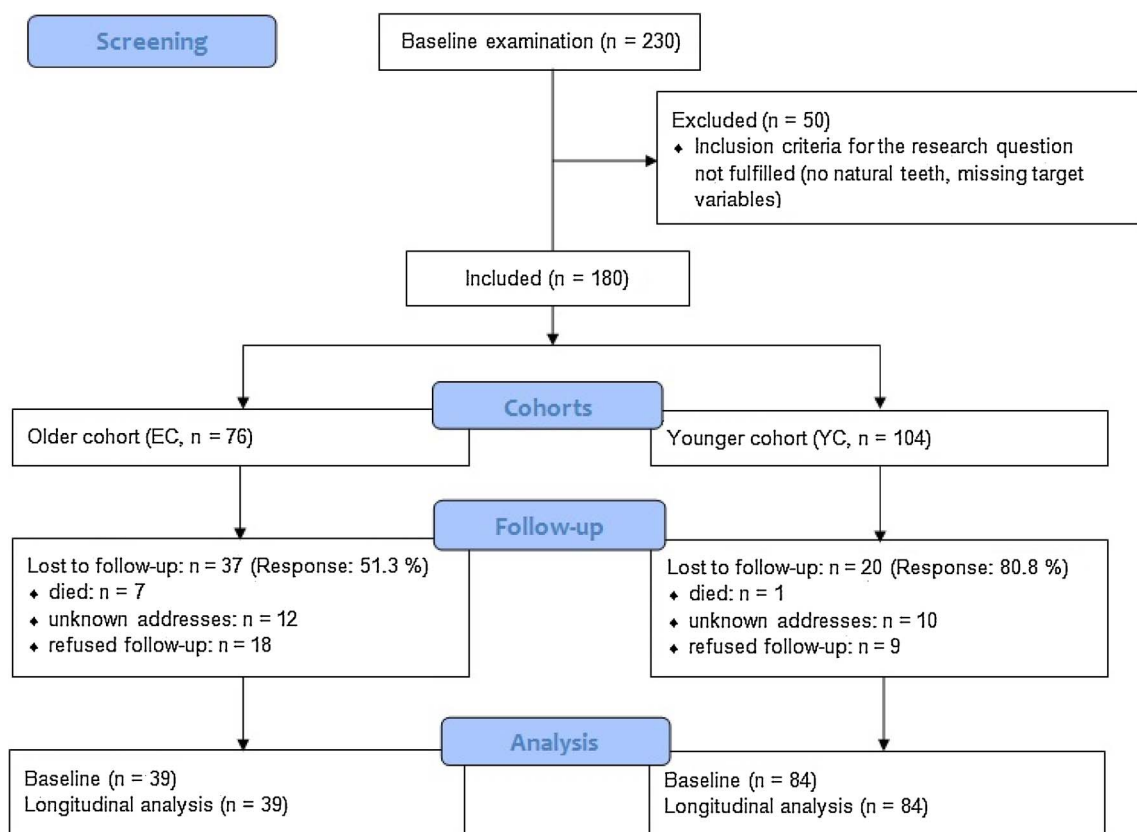 Screening
Baseline examination (n = 230)
Excluded (n = 50)
♦ Inclusion criteria for the research question
not fulfilled (no natural teeth, missing target
variables)
Included (n = 180)
Cohorts
Older cohort (EC, n = 76)
Younger cohort (YC, n = 104)
Follow-up
Lost to follow-up: n = 37 (Response: 51.3 %)
♦ died: n = 7
♦ unknown addresses: n = 12
♦ refused follow-up: n = 18
Lost to follow-up: n = 20 (Response: 80.8 %)
♦ died: n = 1
♦ unknown addresses: n = 10
♦ refused follow-up: n = 9
Analysis
Baseline (n = 39)
Longitudinal analysis (n = 39)
Baseline (n = 84)
Longitudinal analysis (n = 84)